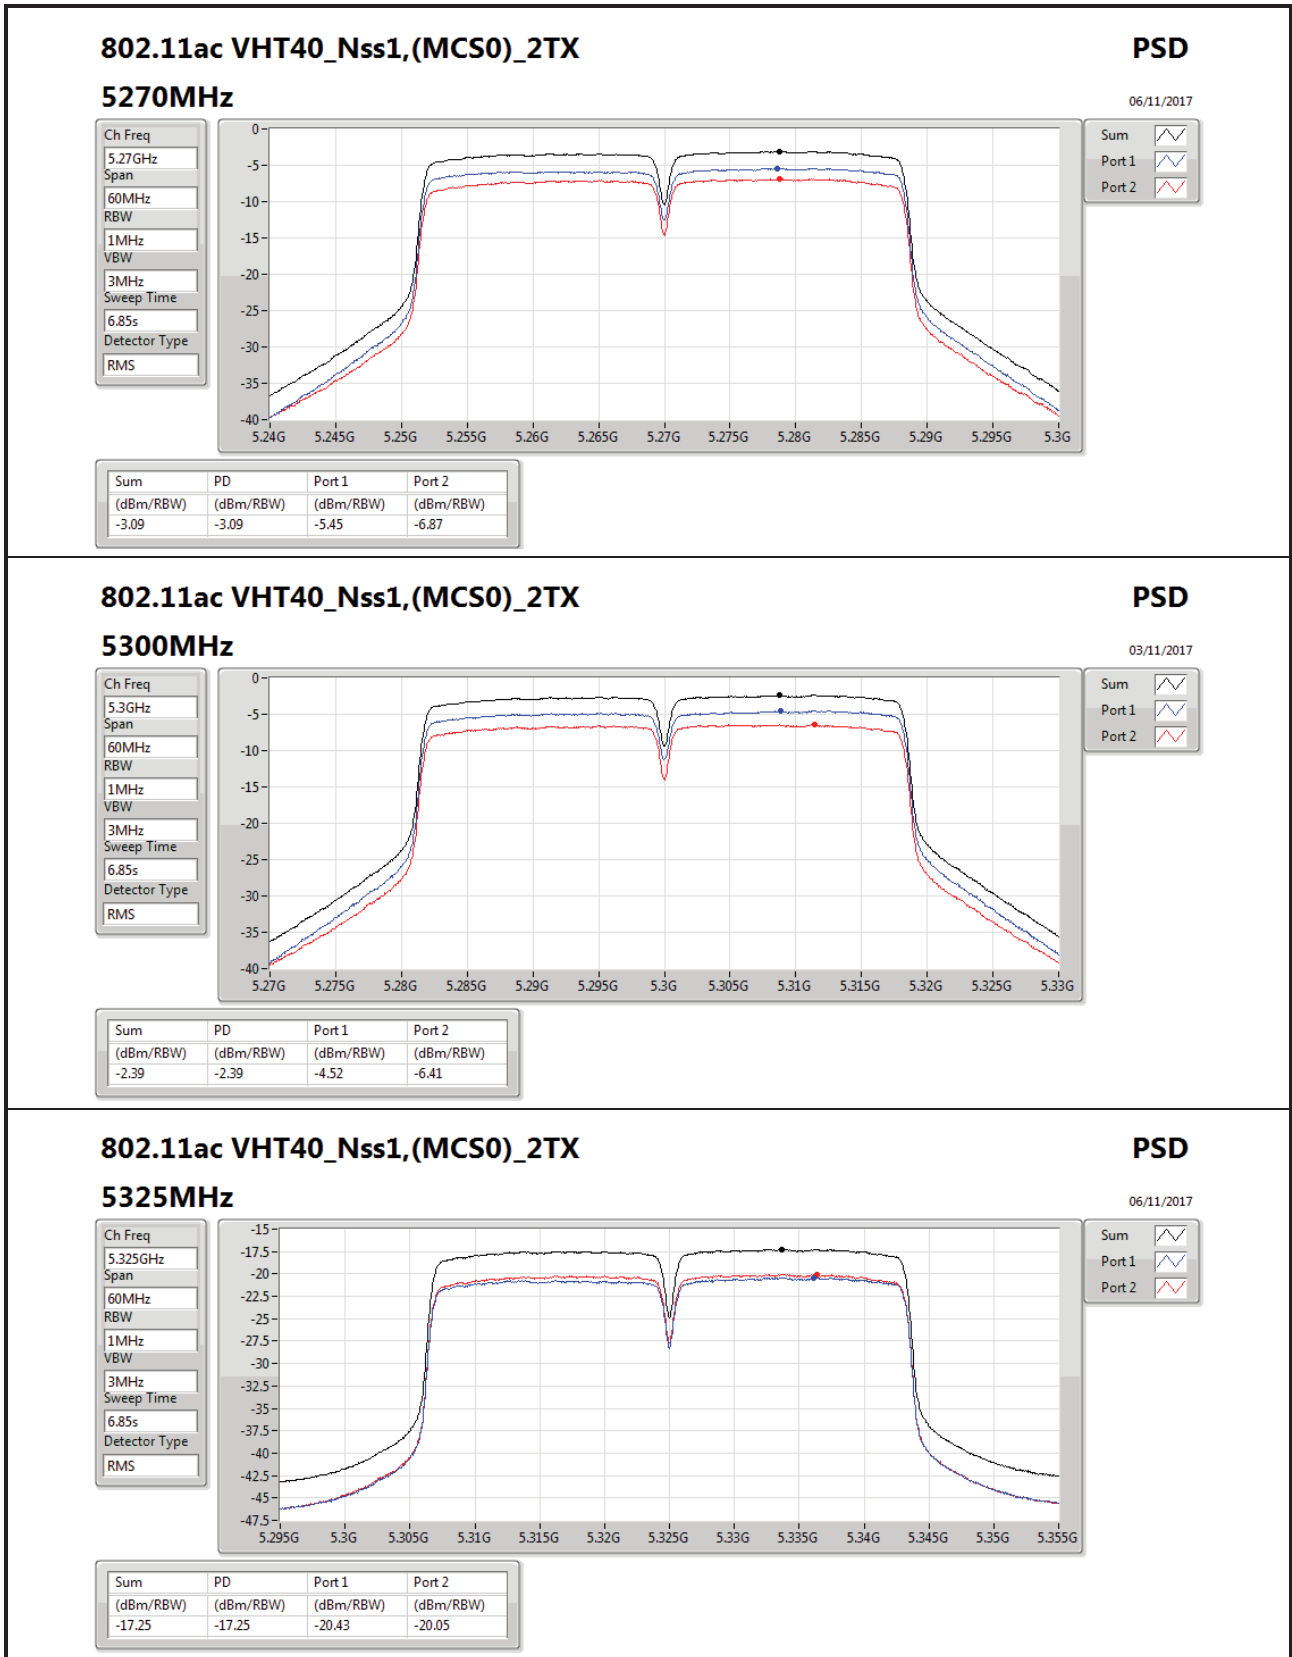 802.11ac VHT40_Nss1,(MCS0)_2TX PSD
5270MHz 06/11/2017
Ch Freq
5.27GHz
Span
60MHz
RBW
1MHz
VBW
3MHz
Sweep Time
6.85s
Detector Type
RMS
0
-5
-10
-15
-20
-25
-30
-35
-40
5.24G 5.245G 5.25G 5.255G 5.26G 5.265G 5.27G 5.275G 5.28G 5.285G 5.29G 5.295G 5.3G
Sum
Port 1
Port 2
Sum PD Port 1 Port 2
(dBm/RBW) (dBm/RBW) (dBm/RBW) (dBm/RBW)
-3.09 -3.09 -5.45 -6.87
802.11ac VHT40_Nss1,(MCS0)_2TX PSD
5300MHz 03/11/2017
Ch Freq
5.3GHz
Span
60MHz
RBW
1MHz
VBW
3MHz
Sweep Time
6.85s
Detector Type
RMS
0
-5
-10
-15
-20
-25
-30
-35
-40
5.27G 5.275G 5.28G 5.285G 5.29G 5.295G 5.3G 5.305G 5.31G 5.315G 5.32G 5.325G 5.33G
Sum
Port 1
Port 2
Sum PD Port 1 Port 2
(dBm/RBW) (dBm/RBW) (dBm/RBW) (dBm/RBW)
-2.39 -2.39 -4.52 -6.41
802.11ac VHT40_Nss1,(MCS0)_2TX PSD
5325MHz 06/11/2017
Ch Freq
5.325GHz
Span
60MHz
RBW
1MHz
VBW
3MHz
Sweep Time
6.85s
Detector Type
RMS
-15
-17.5
-20
-22.5
-25
-27.5
-30
-32.5
-35
-37.5
-40
-42.5
-45
-47.5
5.295G 5.3G 5.305G 5.31G 5.315G 5.32G 5.325G 5.33G 5.335G 5.34G 5.345G 5.35G 5.355G
Sum
Port 1
Port 2
Sum PD Port 1 Port 2
(dBm/RBW) (dBm/RBW) (dBm/RBW) (dBm/RBW)
-17.25 -17.25 -20.43 -20.05